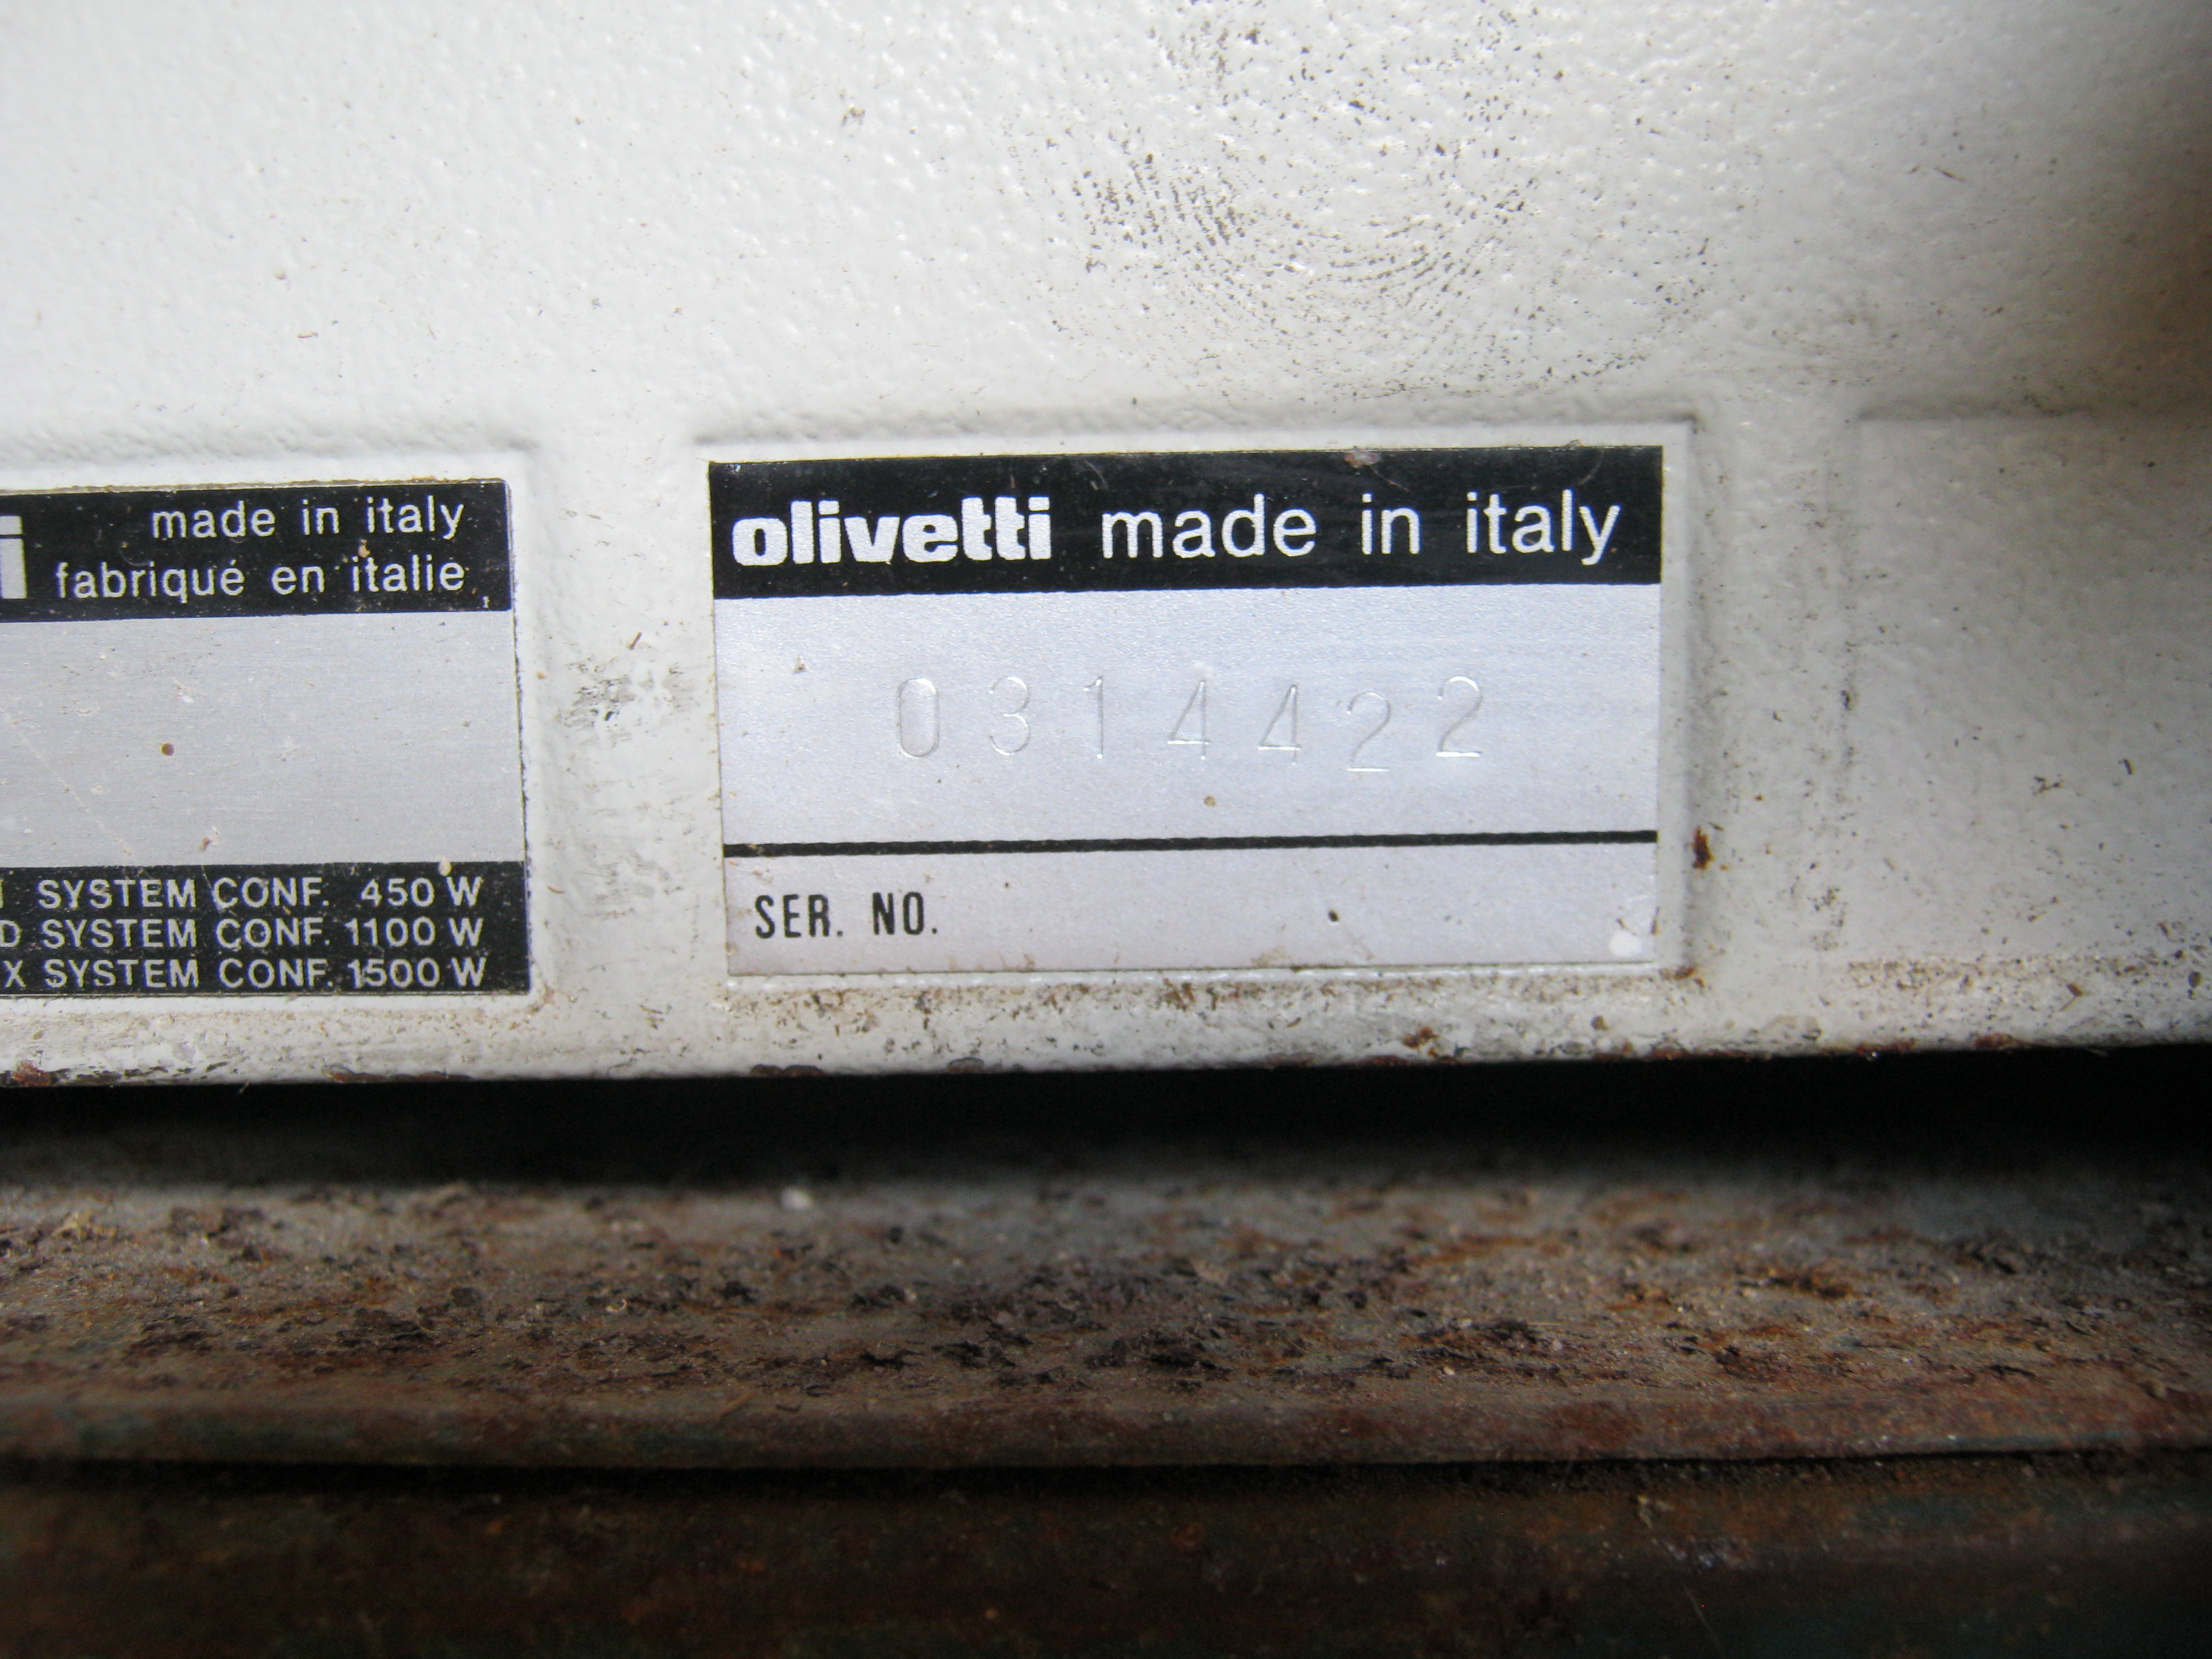 made in italy
fabriqué en italie
SYSTEM CONF. 450 W
SYSTEM CONF. 1100 W
SYSTEM CONF. 1500 W
olivetti made in italy
0314422
SER. NO.